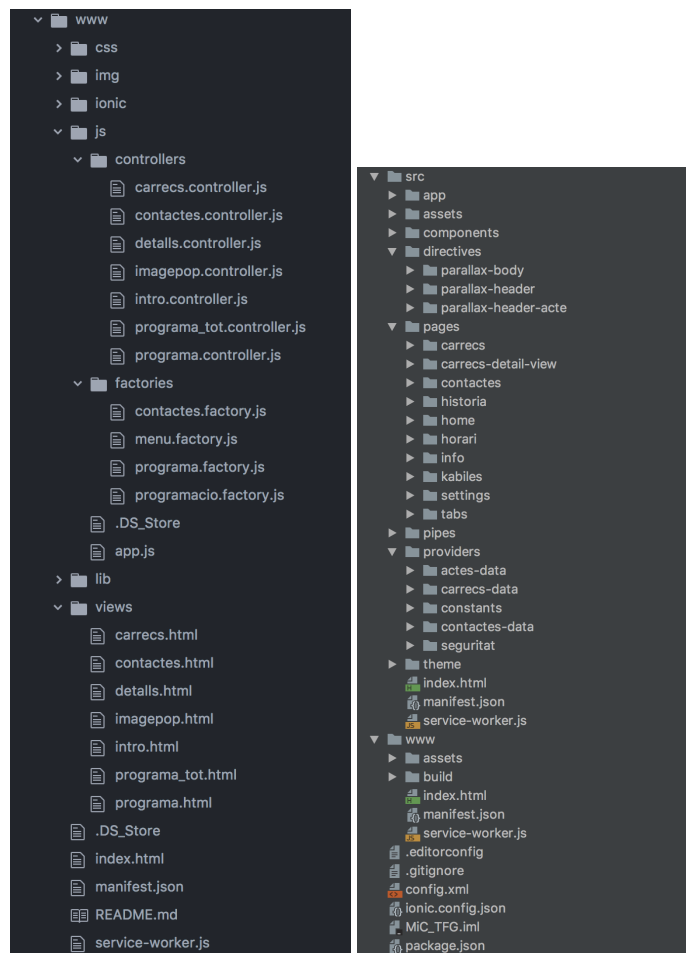 www
css
img
ionic
js
controllers
carrecs.controller.js
contactes.controller.js
detalls.controller.js
imagepop.controller.js
intro.controller.js
programa_tot.controller.js
programa.controller.js
factories
contactes.factory.js
menu.factory.js
programa.factory.js
programacio.factory.js
.DS_Store
app.js
lib
views
carrecs.html
contactes.html
detalls.html
imagepop.html
intro.html
programa_tot.html
programa.html
.DS_Store
index.html
manifest.json
README.md
service-worker.js
src
app
assets
components
directives
parallax-body
parallax-header
parallax-header-acte
pages
carrecs
carrecs-detail-view
contactes
historia
home
horari
info
kabiles
settings
tabs
pipes
providers
actes-data
carrecs-data
constants
contactes-data
seguritat
theme
index.html
manifest.json
service-worker.js
www
assets
build
index.html
manifest.json
service-worker.js
.editorconfig
.gitignore
config.xml
ionic.config.json
MiC_TFG.iml
package.json